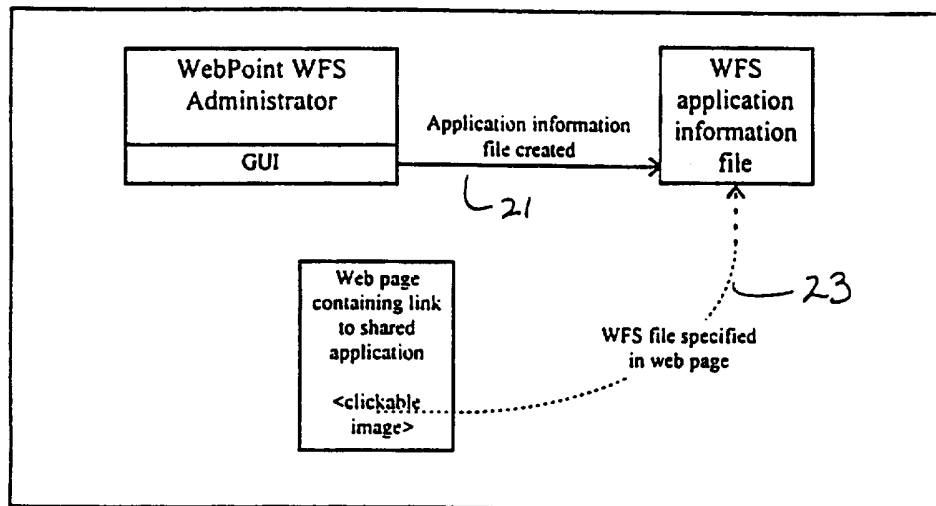 WebPoint WFS
Administrator
GUI
Application information
file created
21
WFS
application
information
file
Web page
containing link
to shared
application
<clickable
image>
23
WFS file specified
in web page